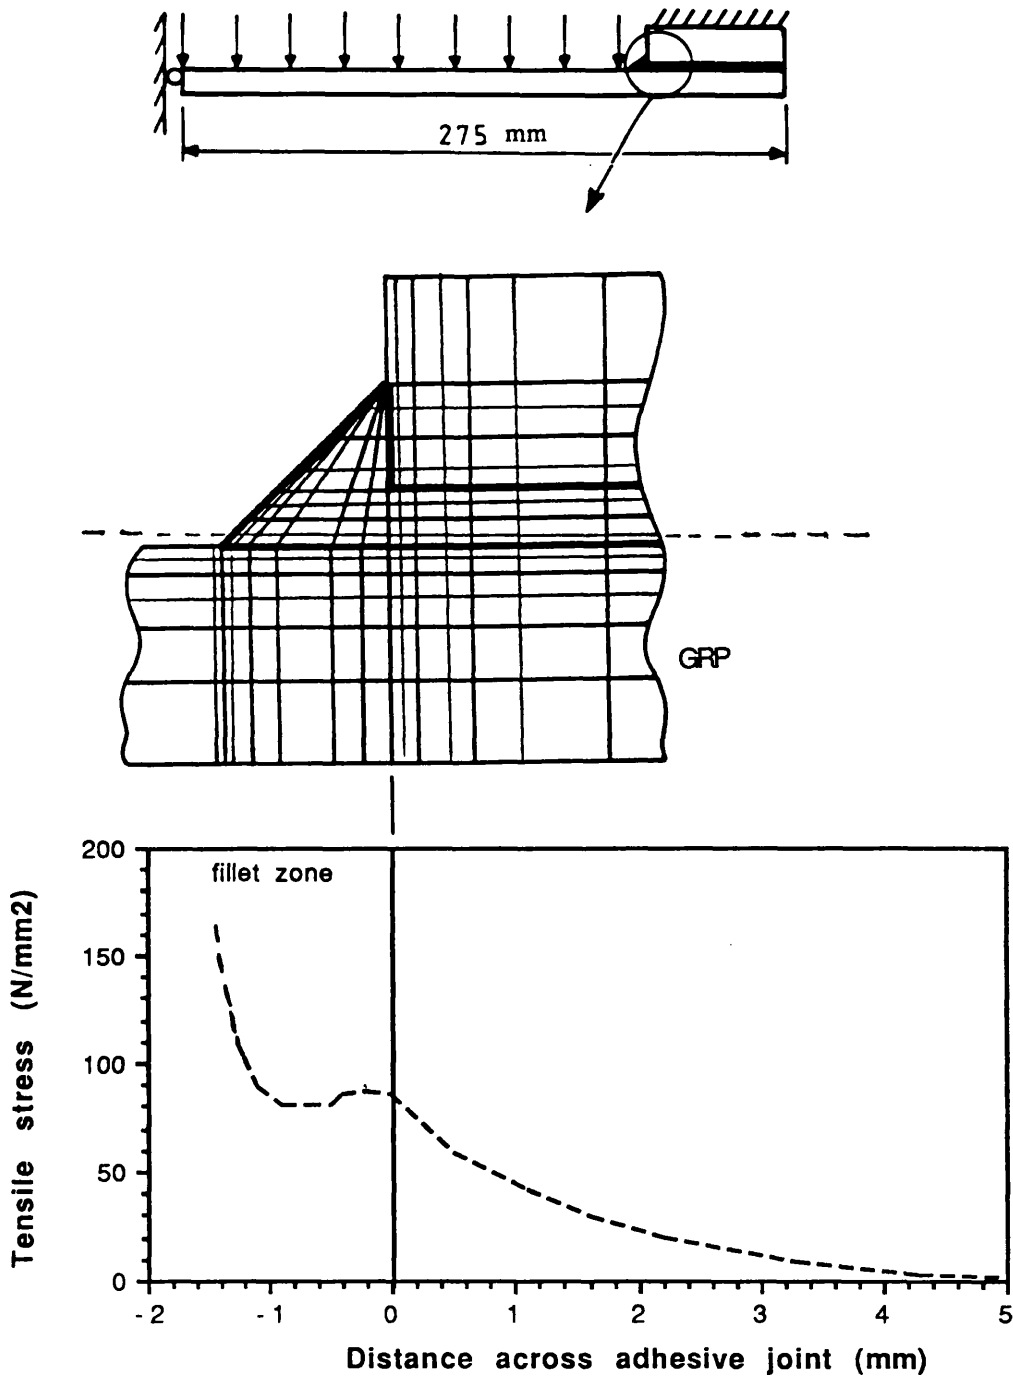 275 mm
GRP
fillet zone
Tensile stress (N/mm2)
200
150
100
50
0
-2 -1 0 1 2 3 4 5
Distance across adhesive joint (mm)